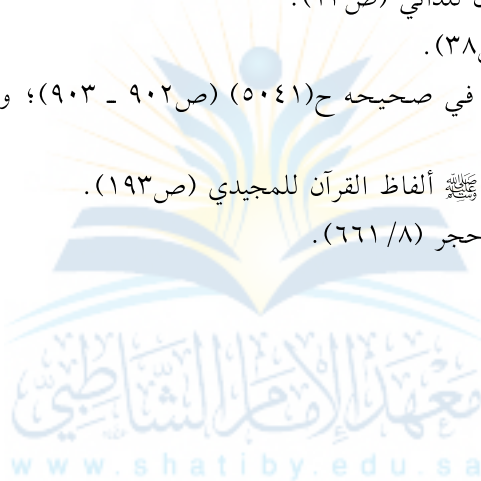 للداني (ص٢٢).
٣٨).
في صحيحه ح(٥٠٤١) (ص٩٠٢ ـ ٩٠٣)؛ و
ﷺ ألفاظ القرآن للمجيدي (ص١٩٣).
حجر (٦٦١/٨).
معهد الإمام الشاطبي
www.shatiby.edu.sa